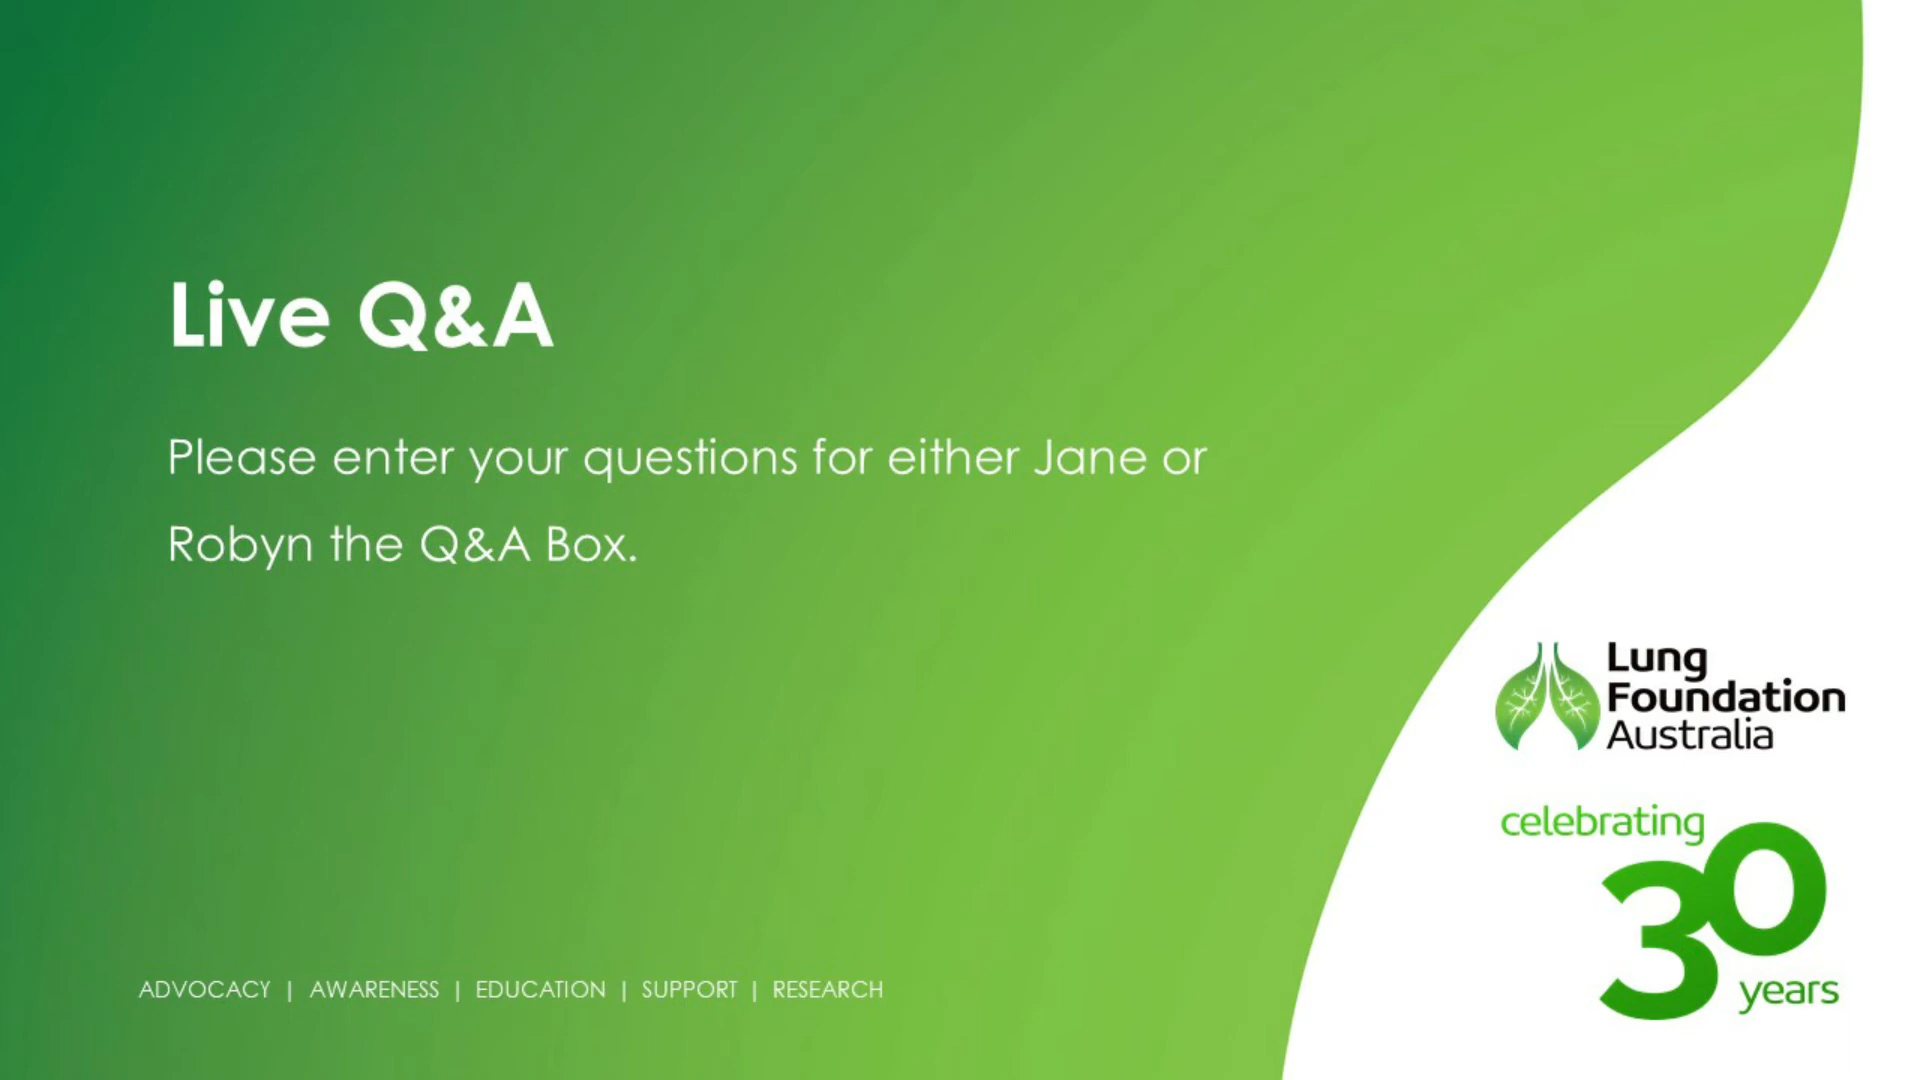 Live Q&A
Please enter your questions for either Jane or
Robyn the Q&A Box.
Lung
Foundation
Australia
celebrating
30
years
ADVOCACY | AWARENESS | EDUCATION | SUPPORT | RESEARCH